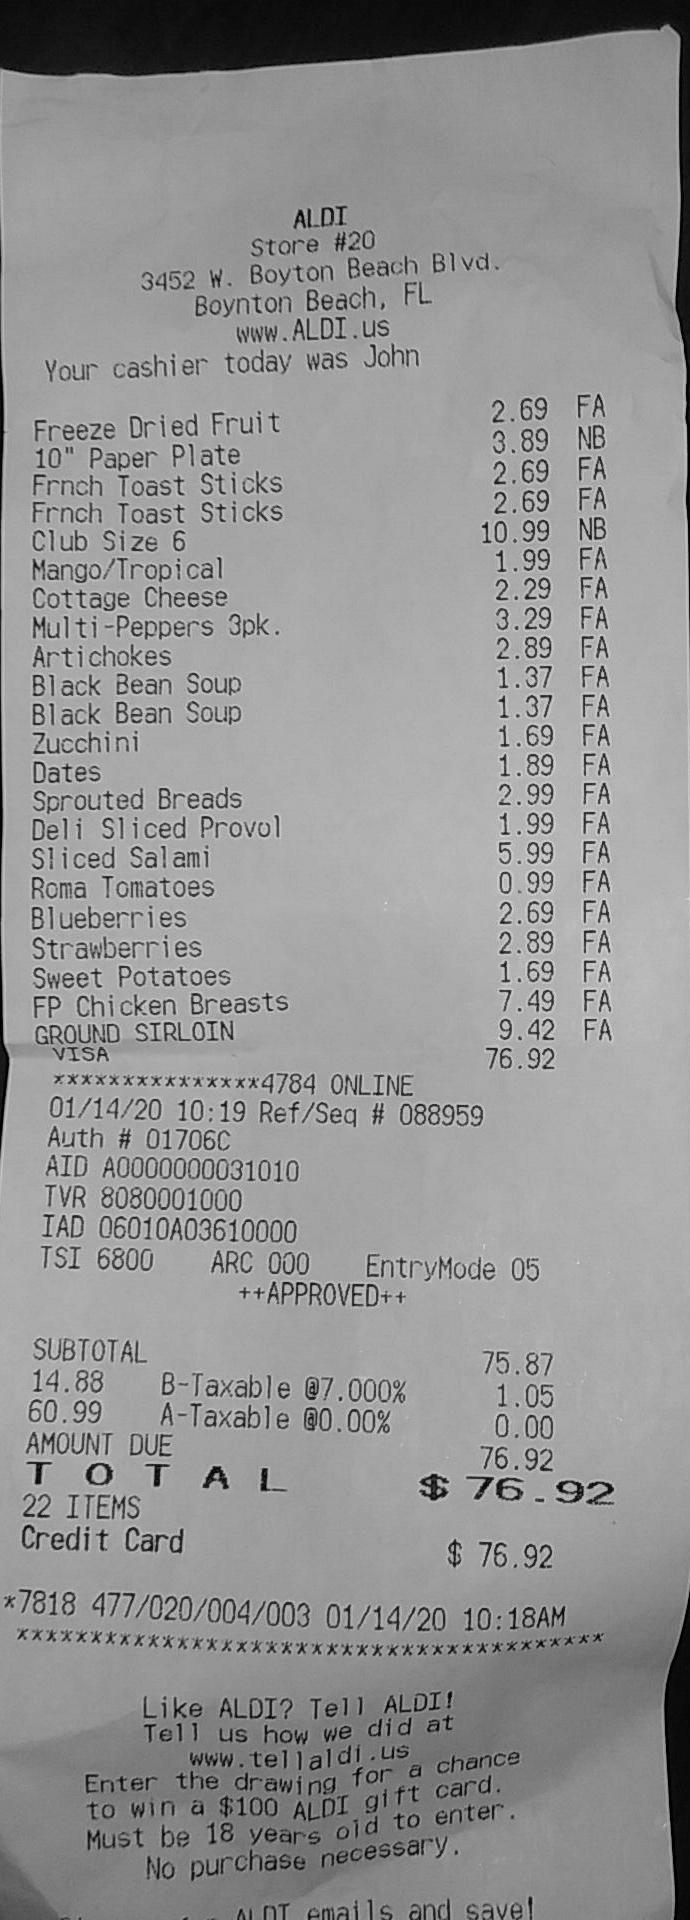 ALDI
Store #20
3452 W. Boyton Beach Blvd.
Boynton Beach, FL
www.ALDI.us
Your cashier today was John
Freeze Dried Fruit 2.69 FA
10" Paper Plate 3.89 NB
Frnch Toast Sticks 2.69 FA
Frnch Toast Sticks 2.69 FA
Club Size 6 10.99 NB
Mango/Tropical 1.99 FA
Cottage Cheese 2.29 FA
Multi-Peppers 3pk. 3.29 FA
Artichokes 2.89 FA
Black Bean Soup 1.37 FA
Black Bean Soup 1.37 FA
Zucchini 1.69 FA
Dates 1.89 FA
Sprouted Breads 2.99 FA
Deli Sliced Provol 1.99 FA
Sliced Salami 5.99 FA
Roma Tomatoes 0.99 FA
Blueberries 2.69 FA
Strawberries 2.89 FA
Sweet Potatoes 1.69 FA
FP Chicken Breasts 7.49 FA
GROUND SIRLOIN 9.42 FA
VISA 76.92
***************4784 ONLINE
01/14/20 10:19 Ref/Seq # 088959
Auth # 01706C
AID A0000000031010
TVR 8080001000
IAD 06010A03610000
TSI 6800 ARC 000 EntryMode 05
++APPROVED++
SUBTOTAL 75.87
14.88 B-Taxable @7.000% 1.05
60.99 A-Taxable @0.00% 0.00
AMOUNT DUE 76.92
T O T A L $ 76.92
22 ITEMS
Credit Card $ 76.92
*7818 477/020/004/003 01/14/20 10:18AM
*****************************************
Like ALDI? Tell ALDI!
Tell us how we did at
www.tellaldi.us
Enter the drawing for a chance
to win a $100 ALDI gift card.
Must be 18 years old to enter.
No purchase necessary.
ALDI emails and save!